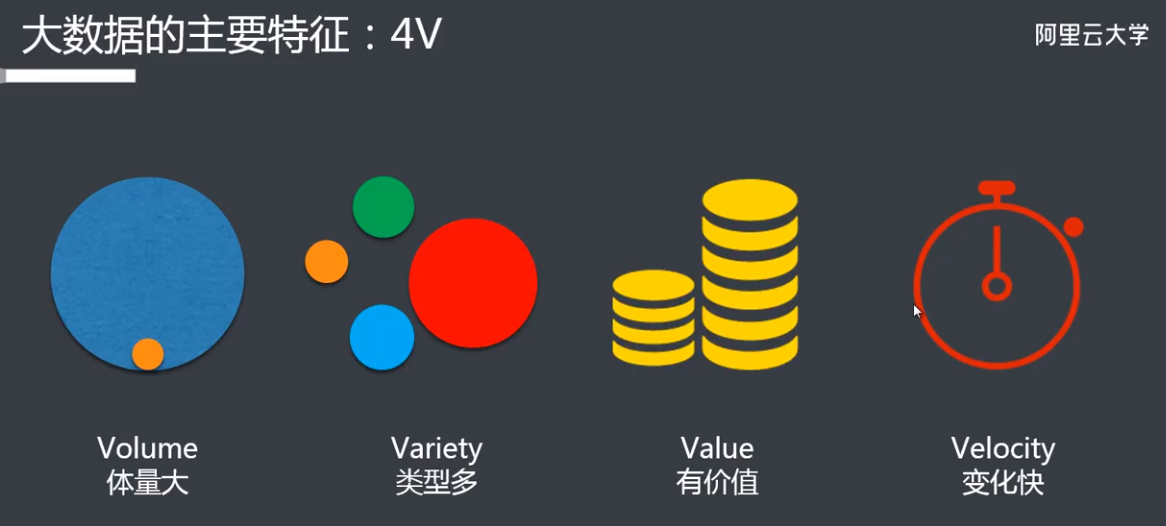 大数据的主要特征：4V
阿里云大学
Volume
体量大
Variety
类型多
Value
有价值
Velocity
变化快